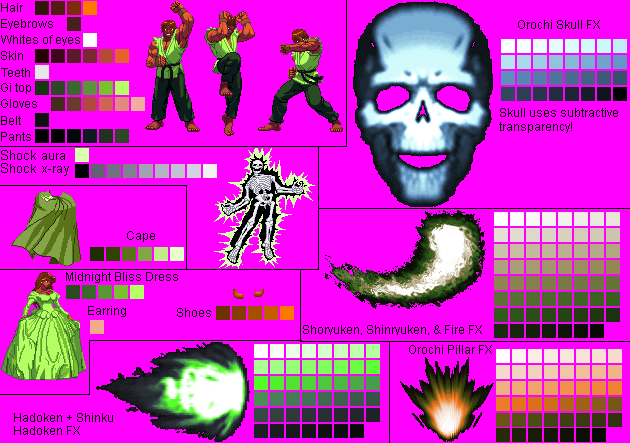 Hair
Eyebrows
Whites of eyes
Skin
Teeth
Gi top
Gloves
Belt
Pants
Orochi Skull FX
Skull uses subtractive
transparency!
Shock aura
Shock x-ray
Cape
Midnight Bliss Dress
Earring
Shoes
Shoryuken, Shinryuken, & Fire FX
Orochi Pillar FX
Hadoken + Shinku
Hadoken FX